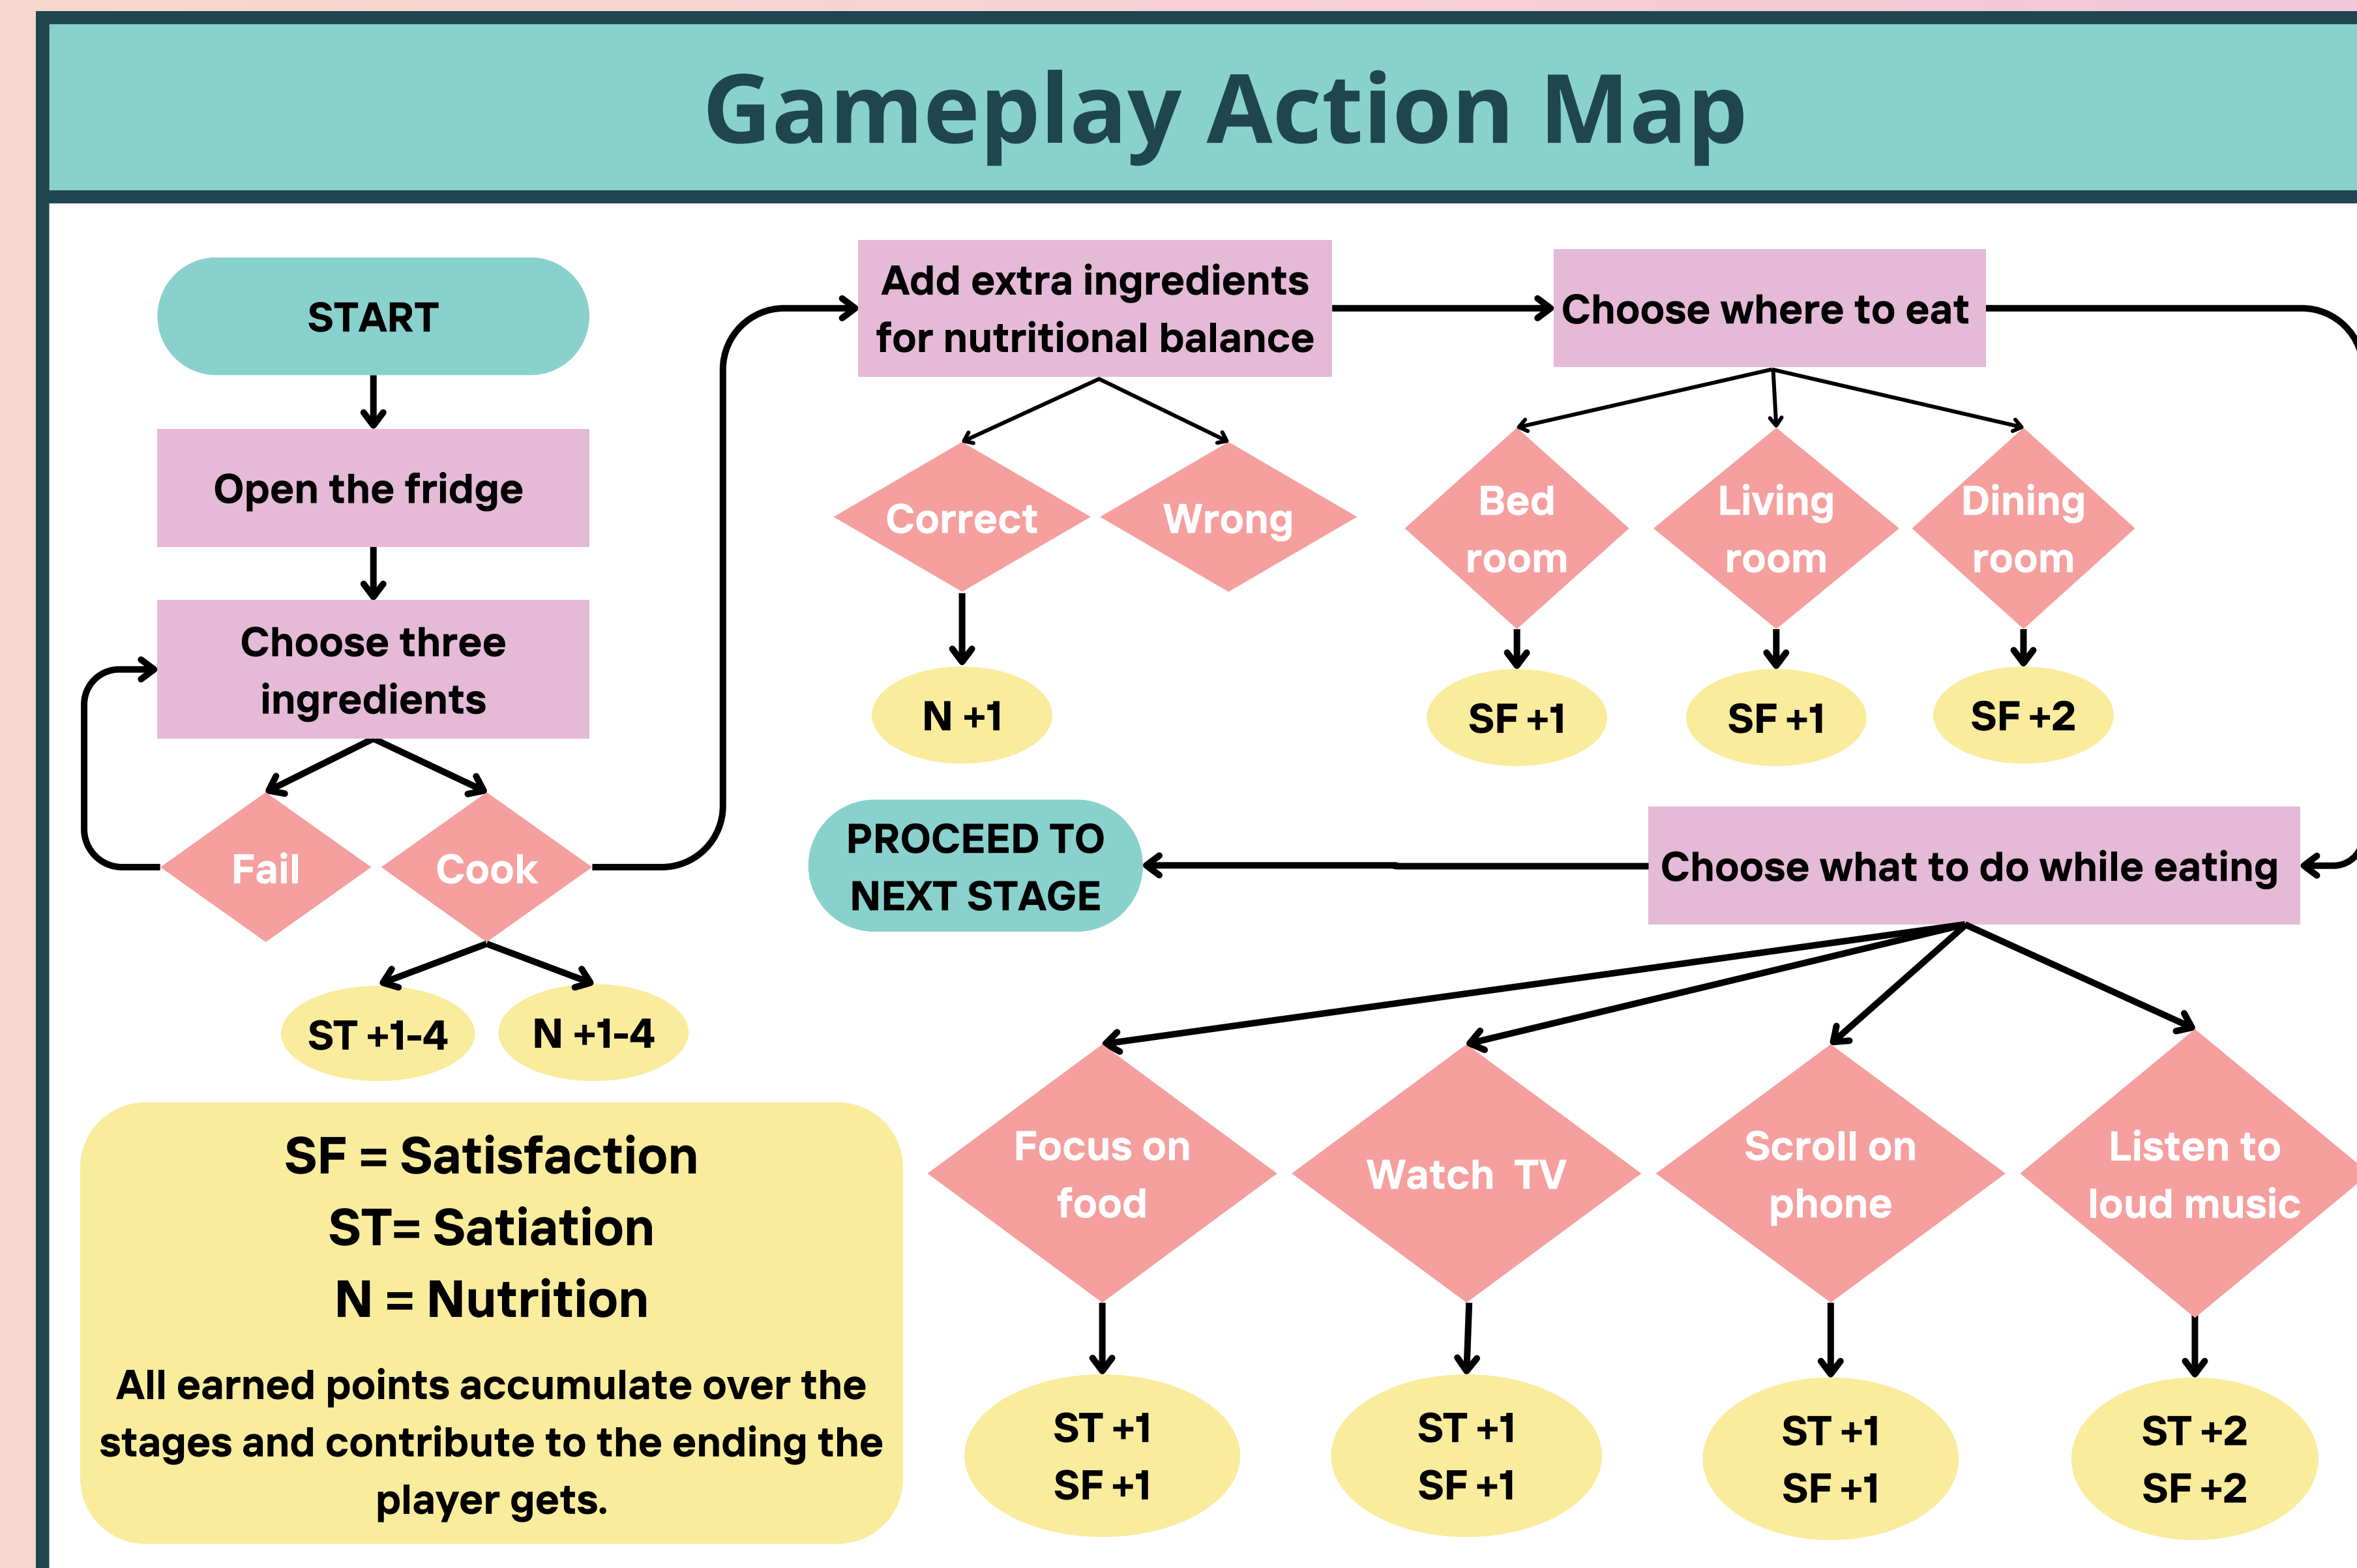 Gameplay Action Map
START
Open the fridge
Choose three
ingredients
Fail
Cook
ST +1-4
N +1-4
Add extra ingredients
for nutritional balance
Correct
Wrong
N +1
Choose where to eat
Bed
room
Living
room
Dining
room
SF +1
SF +1
SF +2
Choose what to do while eating
PROCEED TO
NEXT STAGE
Focus on
food
Watch  TV
Scroll on
phone
Listen to
loud music
ST +1
SF +1
ST +1
SF +1
ST +1
SF +1
ST +2
SF +2
SF = Satisfaction
ST= Satiation
N = Nutrition
All earned points accumulate over the
stages and contribute to the ending the
player gets.